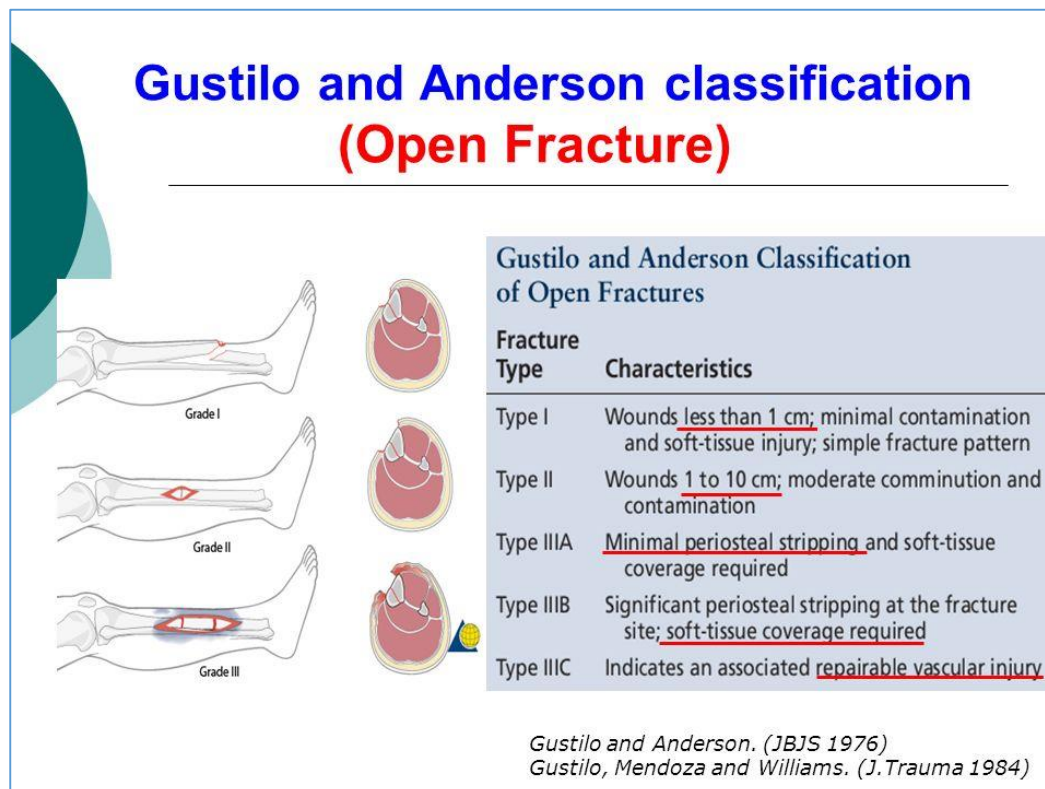 Gustilo and Anderson classification
(Open Fracture)
Grade I
Grade II
Grade III
Gustilo and Anderson Classification
of Open Fractures
Fracture
Type Characteristics
Type I Wounds less than 1 cm; minimal contamination
and soft-tissue injury; simple fracture pattern
Type II Wounds 1 to 10 cm; moderate comminution and
contamination
Type IIIA Minimal periosteal stripping and soft-tissue
coverage required
Type IIIB Significant periosteal stripping at the fracture
site; soft-tissue coverage required
Type IIIC Indicates an associated repairable vascular injury
Gustilo and Anderson. (JBJS 1976)
Gustilo, Mendoza and Williams. (J.Trauma 1984)